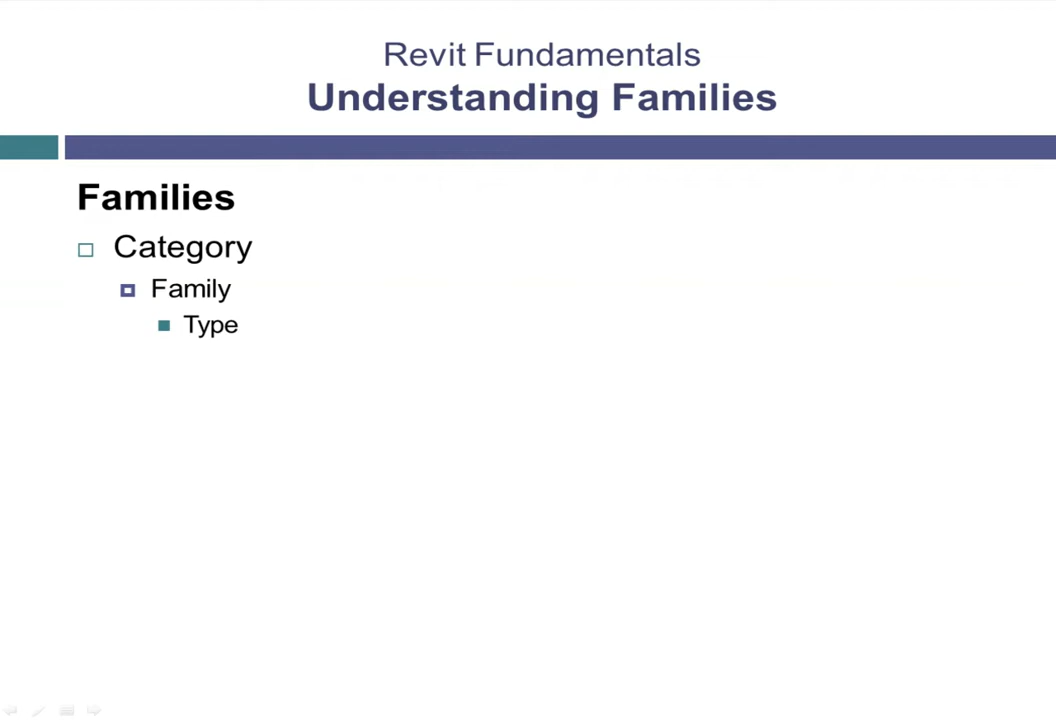 Revit Fundamentals
Understanding Families
Families
Category
Family
Type